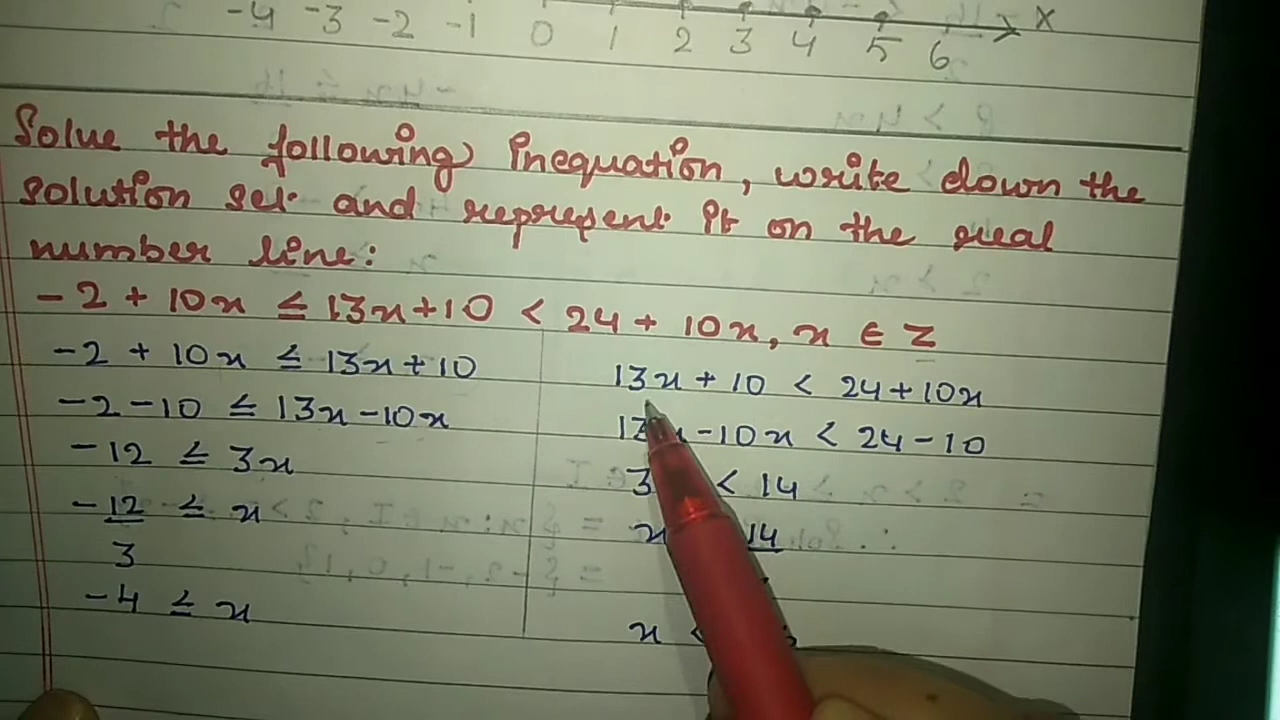 -4 -3 -2 -1 0 1 2 3 4 5 6 X
Solve the following inequation, write down the
solution set and represent it on the real
number line:
-2 + 10x ≤ 13x+10 < 24 + 10x, x ∈ Z
-2 + 10x ≤ 13x+10
-2-10 ≤ 13x-10x
-12 ≤ 3x
-12 ≤ x
3
-4 ≤ x
13x + 10 < 24+10x
13x -10x < 24-10
3 < 14
x 14
x <